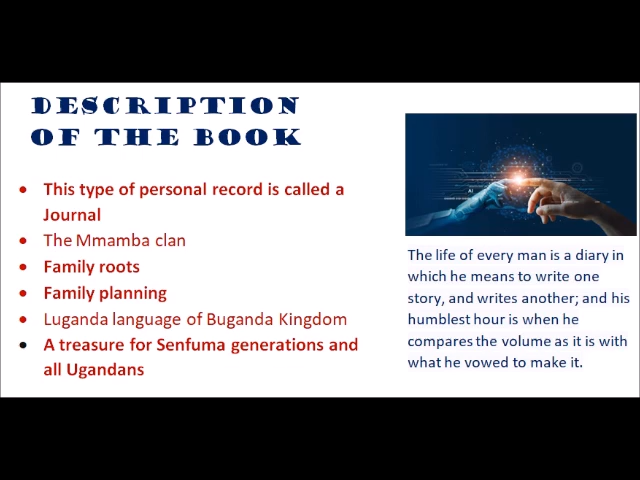 DESCRIPTION
OF THE BOOK
• This type of personal record is called a
Journal
• The Mmamba clan
• Family roots
• Family planning
• Luganda language of Buganda Kingdom
• A treasure for Senfuma generations and
all Ugandans
AI
The life of every man is a diary in
which he means to write one
story, and writes another; and his
humblest hour is when he
compares the volume as it is with
what he vowed to make it.